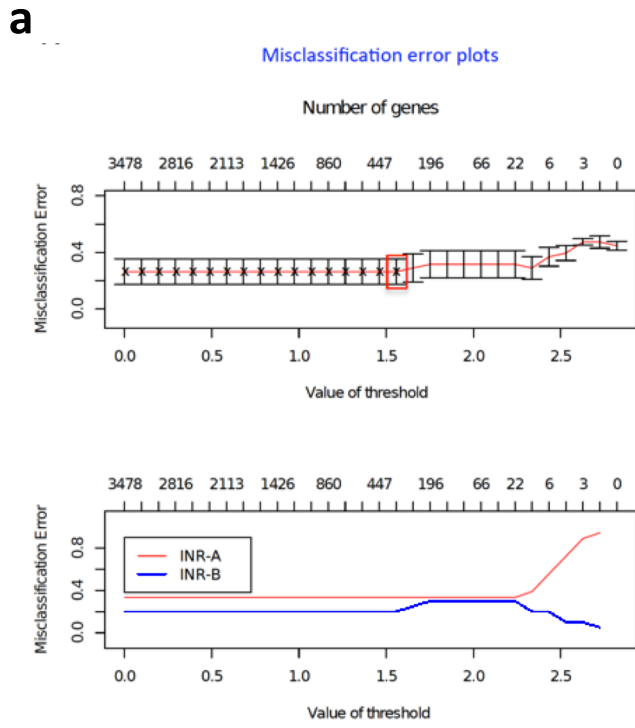 a
Misclassification error plots
Number of genes
3478 2816 2113 1426 860 447 196 66 22 6 3 0
Misclassification Error
0.8
0.4
0.0
0.0 0.5 1.0 1.5 2.0 2.5
Value of threshold
3478 2816 2113 1426 860 447 196 66 22 6 3 0
Misclassification Error
0.8
0.4
0.0
INR-A
INR-B
0.0 0.5 1.0 1.5 2.0 2.5
Value of threshold